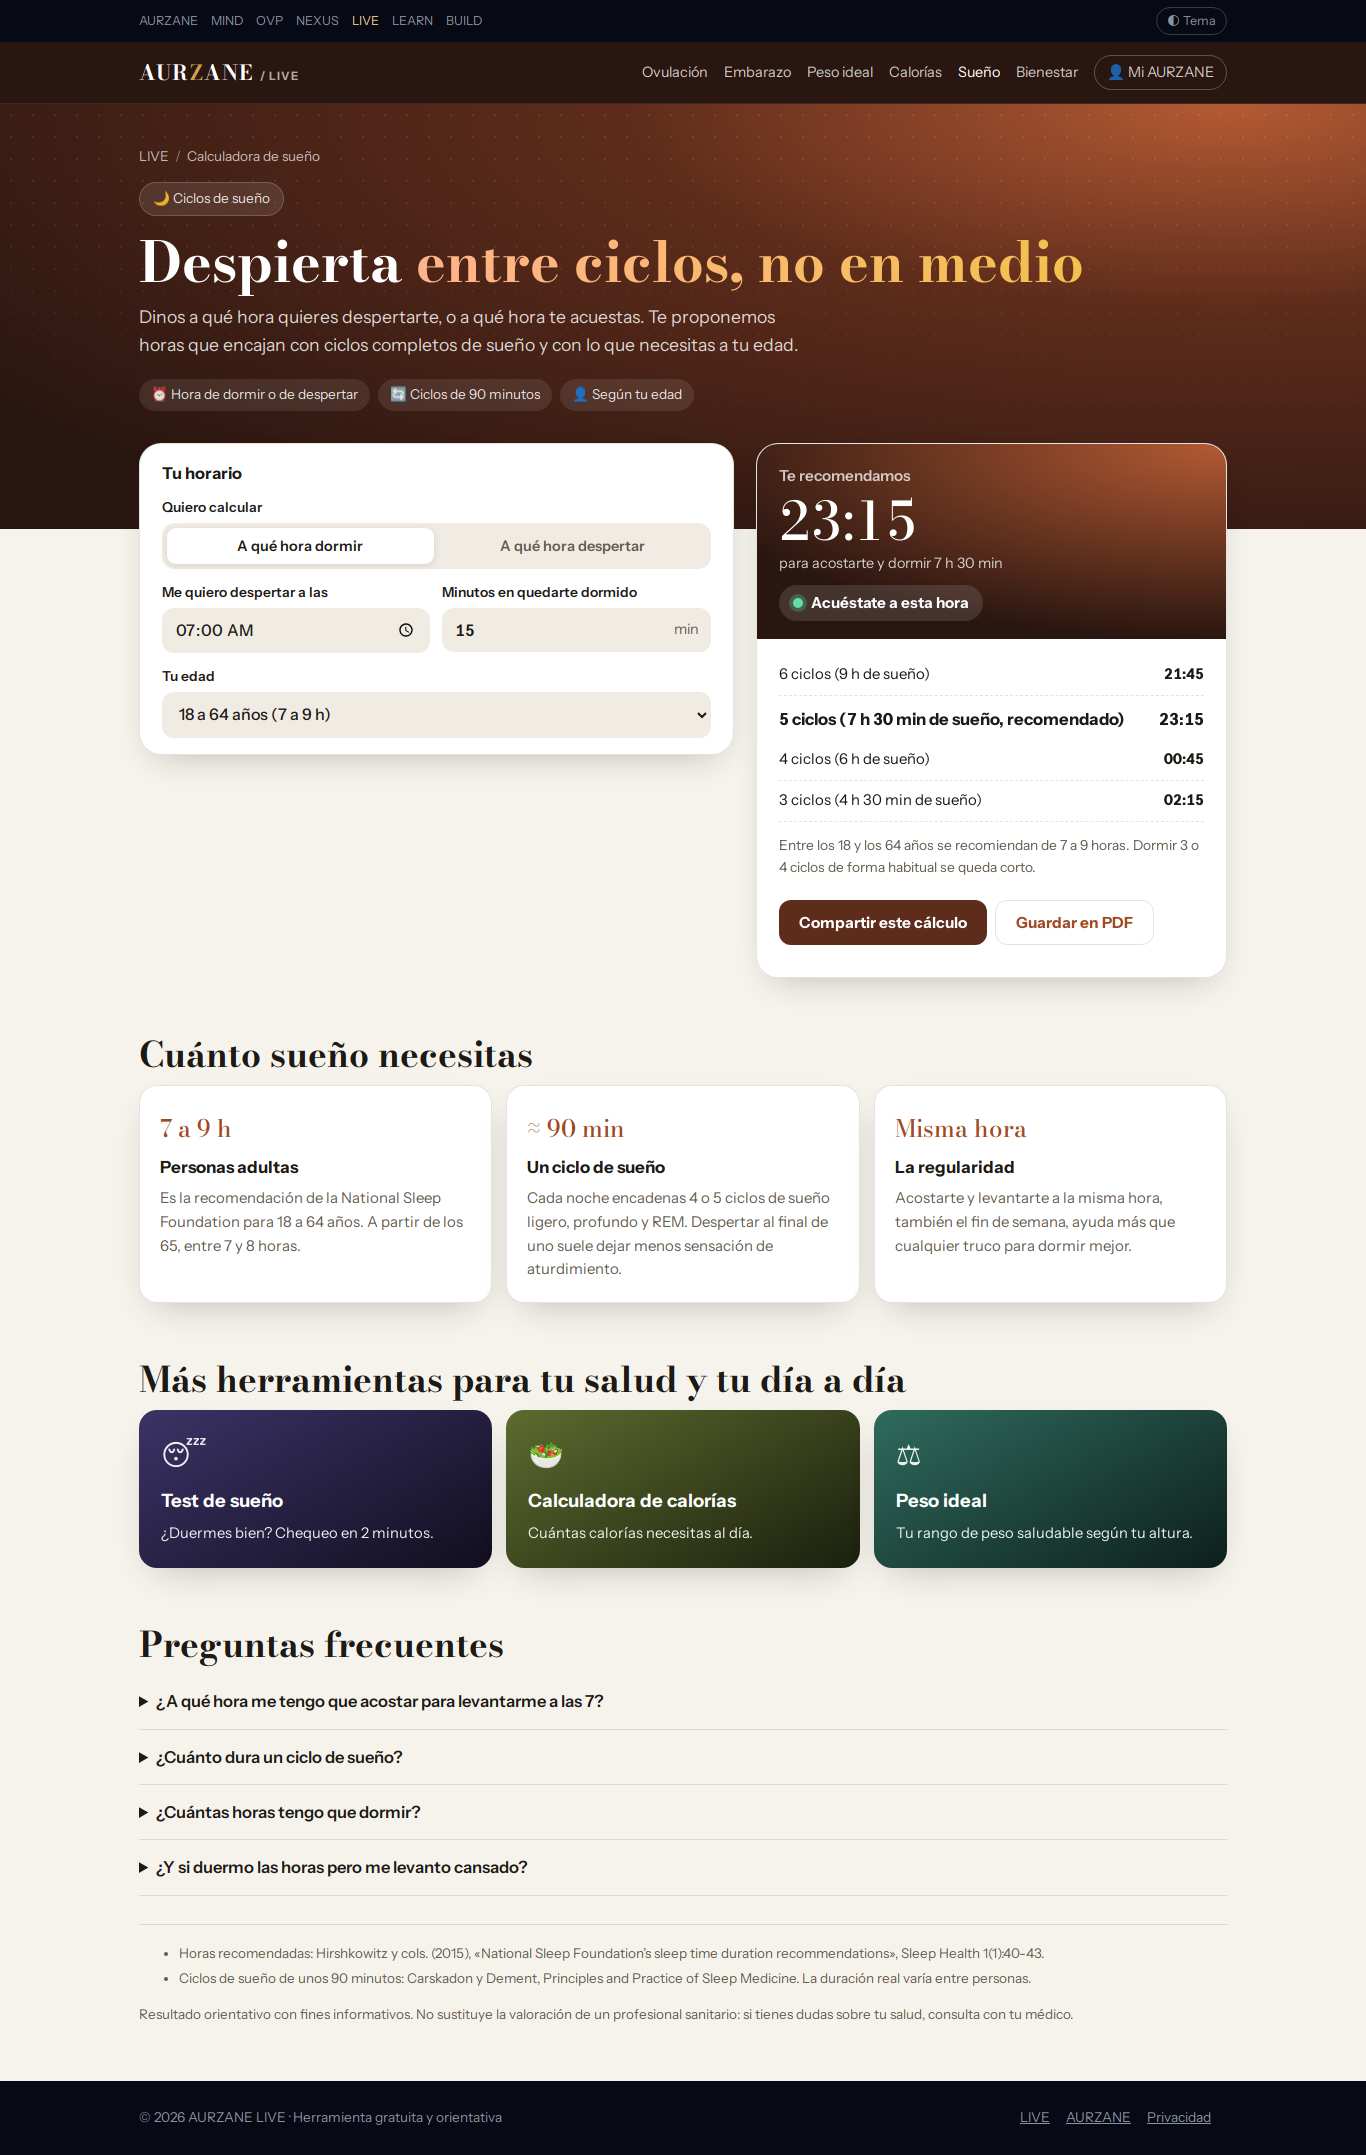 AURZANE MIND OVP NEXUS LIVE LEARN BUILD
Tema
AURZANE / LIVE
Ovulación Embarazo Peso ideal Calorías Sueño Bienestar Mi AURZANE
LIVE / Calculadora de sueño
Ciclos de sueño
Despierta entre ciclos, no en medio
Dinos a qué hora quieres despertarte, o a qué hora te acuestas. Te proponemos
horas que encajan con ciclos completos de sueño y con lo que necesitas a tu edad.
Hora de dormir o de despertar Ciclos de 90 minutos Según tu edad
Tu horario
Quiero calcular
A qué hora dormir A qué hora despertar
Me quiero despertar a las Minutos en quedarte dormido
07:00 AM 15 min
Tu edad
18 a 64 años (7 a 9 h)
Te recomendamos
23:15
para acostarte y dormir 7 h 30 min
Acuéstate a esta hora
6 ciclos (9 h de sueño) 21:45
5 ciclos (7 h 30 min de sueño, recomendado) 23:15
4 ciclos (6 h de sueño) 00:45
3 ciclos (4 h 30 min de sueño) 02:15
Entre los 18 y los 64 años se recomiendan de 7 a 9 horas. Dormir 3 o
4 ciclos de forma habitual se queda corto.
Compartir este cálculo Guardar en PDF
Cuánto sueño necesitas
7 a 9 h
Personas adultas
Es la recomendación de la National Sleep
Foundation para 18 a 64 años. A partir de los
65, entre 7 y 8 horas.
≈ 90 min
Un ciclo de sueño
Cada noche encadenas 4 o 5 ciclos de sueño
ligero, profundo y REM. Despertar al final de
uno suele dejar menos sensación de
aturdimiento.
Misma hora
La regularidad
Acostarte y levantarte a la misma hora,
también el fin de semana, ayuda más que
cualquier truco para dormir mejor.
Más herramientas para tu salud y tu día a día
Test de sueño
¿Duermes bien? Chequeo en 2 minutos.
Calculadora de calorías
Cuántas calorías necesitas al día.
Peso ideal
Tu rango de peso saludable según tu altura.
Preguntas frecuentes
¿A qué hora me tengo que acostar para levantarme a las 7?
¿Cuánto dura un ciclo de sueño?
¿Cuántas horas tengo que dormir?
¿Y si duermo las horas pero me levanto cansado?
• Horas recomendadas: Hirshkowitz y cols. (2015), «National Sleep Foundation's sleep time duration recommendations», Sleep Health 1(1):40-43.
• Ciclos de sueño de unos 90 minutos: Carskadon y Dement, Principles and Practice of Sleep Medicine. La duración real varía entre personas.
Resultado orientativo con fines informativos. No sustituye la valoración de un profesional sanitario: si tienes dudas sobre tu salud, consulta con tu médico.
© 2026 AURZANE LIVE · Herramienta gratuita y orientativa
LIVE AURZANE Privacidad